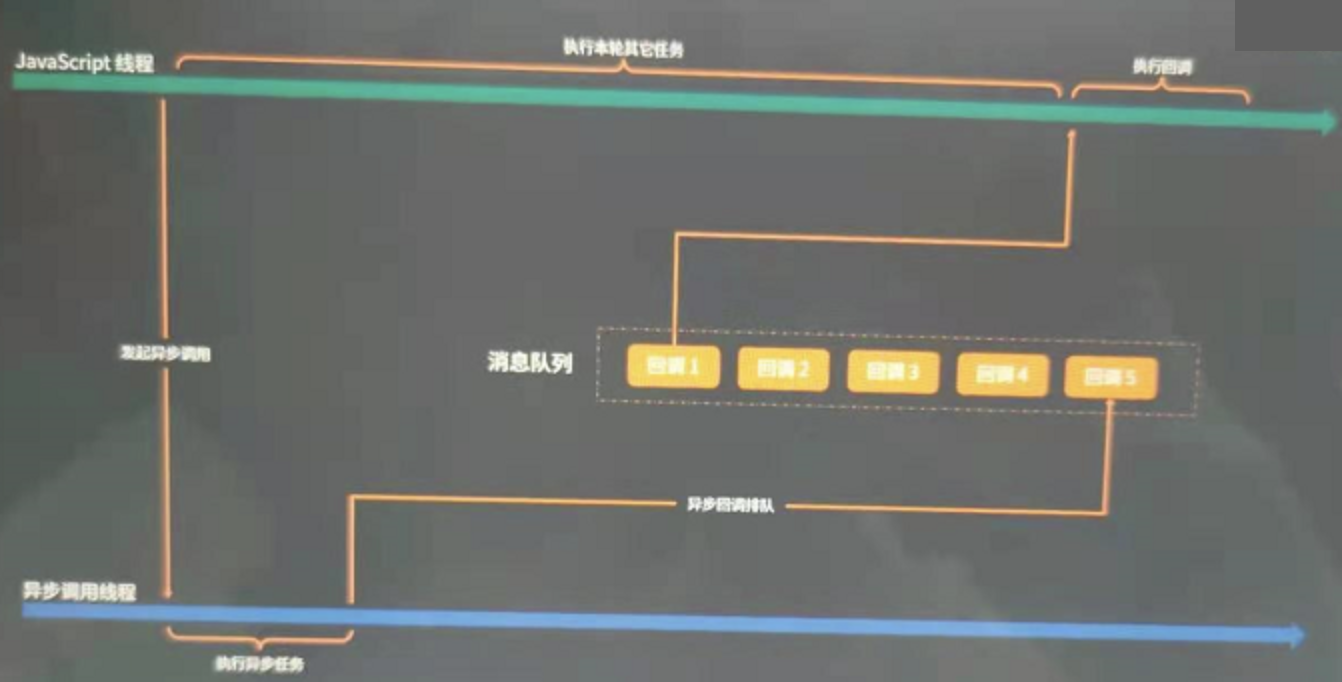 执行本轮其它任务
执行回调
JavaScript 线程
发起异步调用
消息队列
回调 1
回调 2
回调 3
回调 4
回调 5
异步回调排队
异步调用线程
执行异步任务